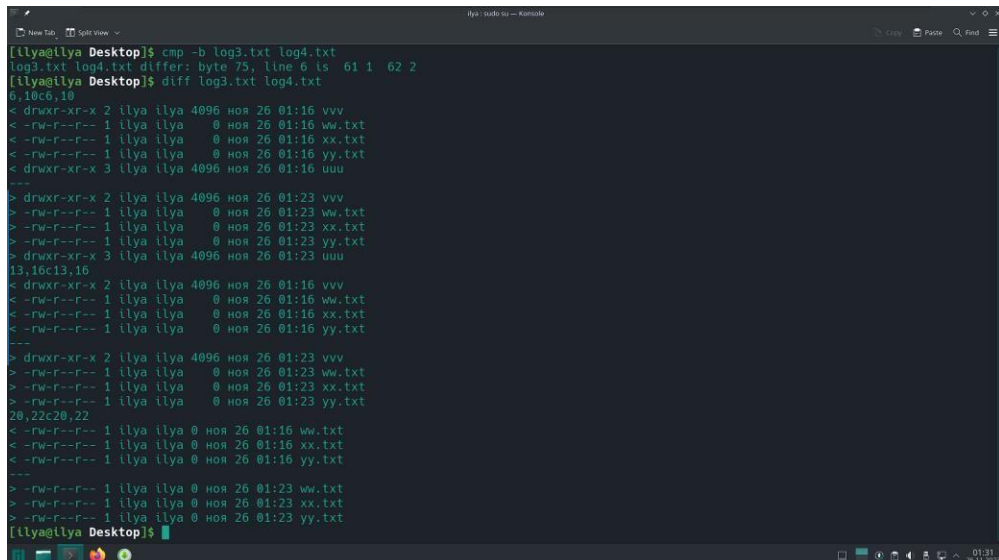 ilya : sudo su — Konsole
New Tab Split View Copy Paste Find
[ilya@ilya Desktop]$ cmp -b log3.txt log4.txt
log3.txt log4.txt differ: byte 75, line 6 is  61 1  62 2
[ilya@ilya Desktop]$ diff log3.txt log4.txt
6,10c6,10
< drwxr-xr-x 2 ilya ilya 4096 ноя 26 01:16 vvv
< -rw-r--r-- 1 ilya ilya    0 ноя 26 01:16 ww.txt
< -rw-r--r-- 1 ilya ilya    0 ноя 26 01:16 xx.txt
< -rw-r--r-- 1 ilya ilya    0 ноя 26 01:16 yy.txt
< drwxr-xr-x 3 ilya ilya 4096 ноя 26 01:16 uuu
---
> drwxr-xr-x 2 ilya ilya 4096 ноя 26 01:23 vvv
> -rw-r--r-- 1 ilya ilya    0 ноя 26 01:23 ww.txt
> -rw-r--r-- 1 ilya ilya    0 ноя 26 01:23 xx.txt
> -rw-r--r-- 1 ilya ilya    0 ноя 26 01:23 yy.txt
> drwxr-xr-x 3 ilya ilya 4096 ноя 26 01:23 uuu
13,16c13,16
< drwxr-xr-x 2 ilya ilya 4096 ноя 26 01:16 vvv
< -rw-r--r-- 1 ilya ilya    0 ноя 26 01:16 ww.txt
< -rw-r--r-- 1 ilya ilya    0 ноя 26 01:16 xx.txt
< -rw-r--r-- 1 ilya ilya    0 ноя 26 01:16 yy.txt
---
> drwxr-xr-x 2 ilya ilya 4096 ноя 26 01:23 vvv
> -rw-r--r-- 1 ilya ilya    0 ноя 26 01:23 ww.txt
> -rw-r--r-- 1 ilya ilya    0 ноя 26 01:23 xx.txt
> -rw-r--r-- 1 ilya ilya    0 ноя 26 01:23 yy.txt
20,22c20,22
< -rw-r--r-- 1 ilya ilya 0 ноя 26 01:16 ww.txt
< -rw-r--r-- 1 ilya ilya 0 ноя 26 01:16 xx.txt
< -rw-r--r-- 1 ilya ilya 0 ноя 26 01:16 yy.txt
---
> -rw-r--r-- 1 ilya ilya 0 ноя 26 01:23 ww.txt
> -rw-r--r-- 1 ilya ilya 0 ноя 26 01:23 xx.txt
> -rw-r--r-- 1 ilya ilya 0 ноя 26 01:23 yy.txt
[ilya@ilya Desktop]$
01:31